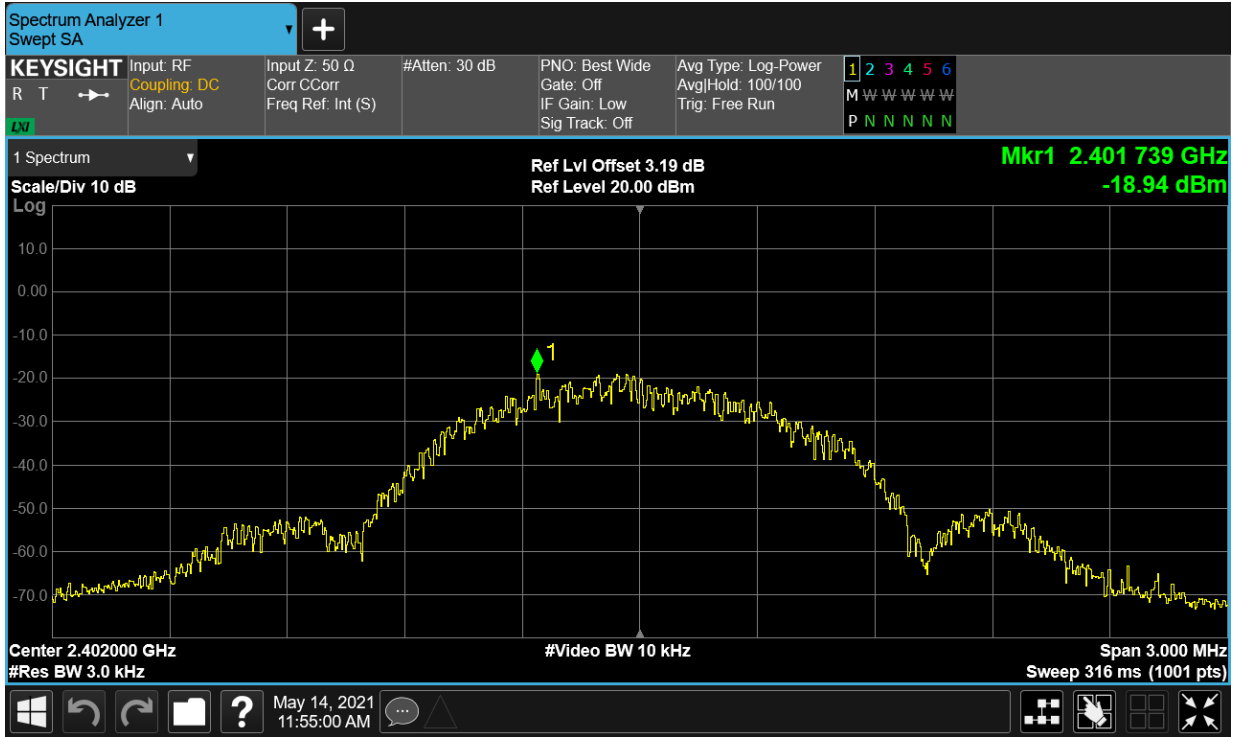 Spectrum Analyzer 1
Swept SA
KEYSIGHT
R T
LXI
Input: RF
Coupling: DC
Align: Auto
Input Z: 50 Ω
Corr CCorr
Freq Ref: Int (S)
#Atten: 30 dB
PNO: Best Wide
Gate: Off
IF Gain: Low
Sig Track: Off
Avg Type: Log-Power
Avg|Hold: 100/100
Trig: Free Run
1 2 3 4 5 6
M W W W W W
P N N N N N
1 Spectrum
Scale/Div 10 dB
Log
Ref Lvl Offset 3.19 dB
Ref Level 20.00 dBm
Mkr1 2.401 739 GHz
-18.94 dBm
10.0
0.00
-10.0
1
-20.0
-30.0
-40.0
-50.0
-60.0
-70.0
Center 2.402000 GHz
#Video BW 10 kHz
Span 3.000 MHz
#Res BW 3.0 kHz
Sweep 316 ms (1001 pts)
?
May 14, 2021
11:55:00 AM